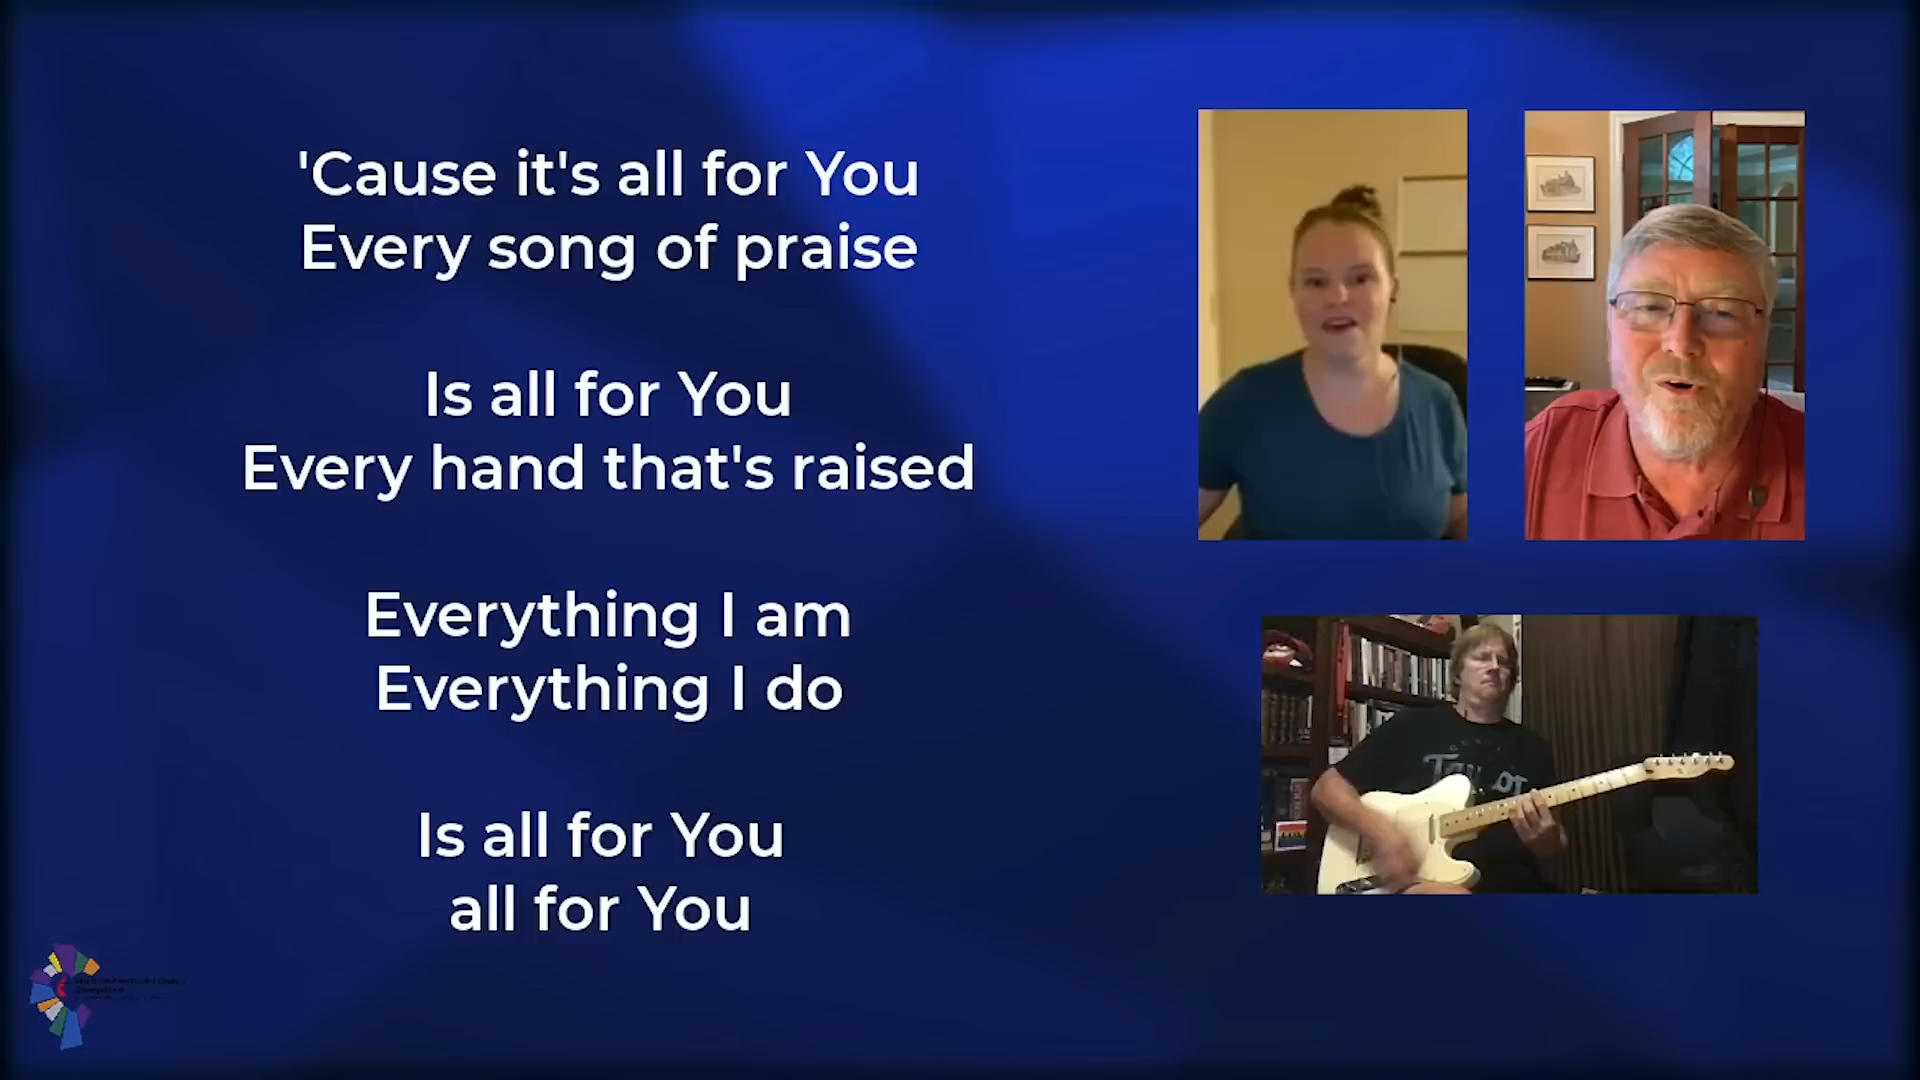 'Cause it's all for You
Every song of praise
Is all for You
Every hand that's raised
Everything I am
Everything I do
Is all for You
all for You